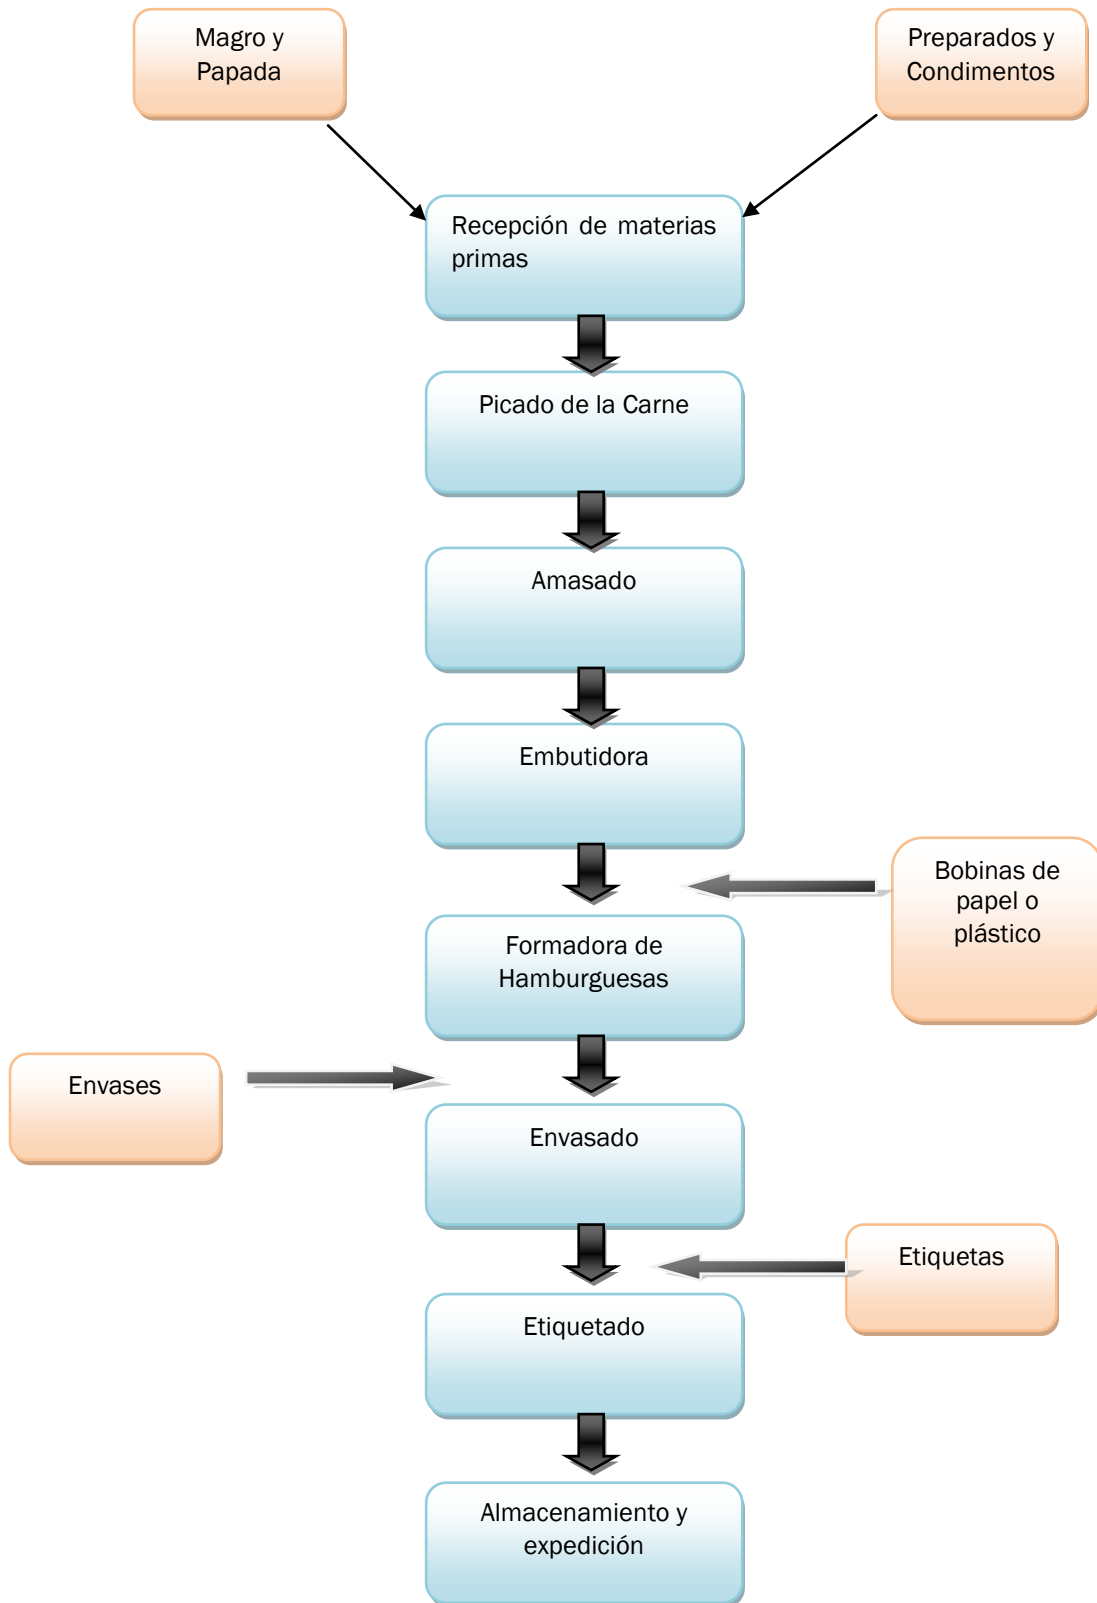 Magro y
Papada
Preparados y
Condimentos
Recepción de materias
primas
Picado de la Carne
Amasado
Embutidora
Bobinas de
papel o
plástico
Formadora de
Hamburguesas
Envases
Envasado
Etiquetas
Etiquetado
Almacenamiento y
expedición